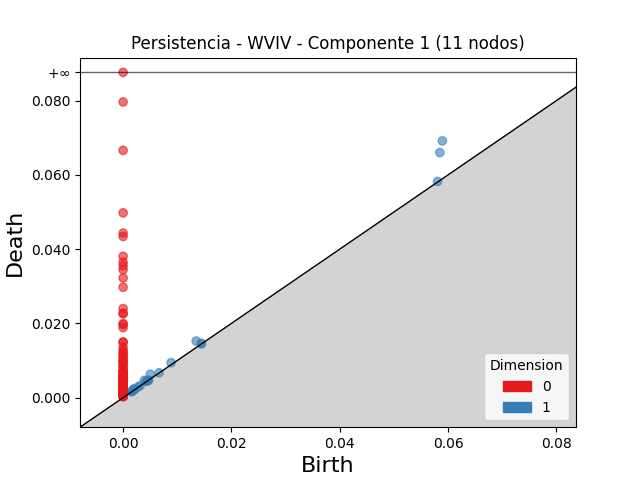 Persistencia - WVIV - Componente 1 (11 nodos)
+∞
0.080
0.060
0.040
0.020
0.000
Death
Dimension
0
1
0.00 0.02 0.04 0.06 0.08
Birth